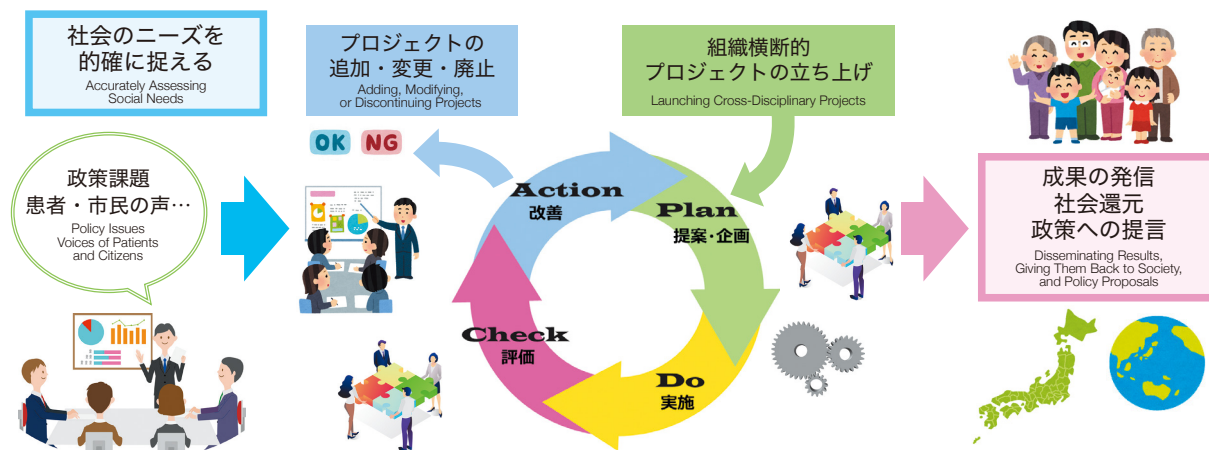 社会のニーズを
的確に捉える
Accurately Assessing
Social Needs
政策課題
患者・市民の声…
Policy Issues
Voices of Patients
and Citizens
プロジェクトの
追加・変更・廃止
Adding, Modifying,
or Discontinuing Projects
OK NG
組織横断的
プロジェクトの立ち上げ
Launching Cross-Disciplinary Projects
Action
改善
Plan
提案・企画
Check
評価
Do
実施
成果の発信
社会還元
政策への提言
Disseminating Results,
Giving Them Back to Society,
and Policy Proposals